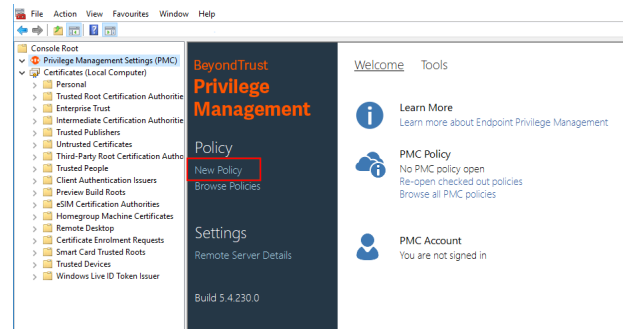 File Action View Favourites Window Help
Console Root
Privilege Management Settings (PMC)
Certificates (Local Computer)
Personal
Trusted Root Certification Authoritie
Enterprise Trust
Intermediate Certification Authoritie
Trusted Publishers
Untrusted Certificates
Third-Party Root Certification Autho
Trusted People
Client Authentication Issuers
Preview Build Roots
eSIM Certification Authorities
Homegroup Machine Certificates
Remote Desktop
Certificate Enrolment Requests
Smart Card Trusted Roots
Trusted Devices
Windows Live ID Token Issuer
BeyondTrust
Privilege
Management
Policy
New Policy
Browse Policies
Settings
Remote Server Details
Build 5.4.230.0
Welcome Tools
Learn More
Learn more about Endpoint Privilege Management
PMC Policy
No PMC policy open
Re-open checked out policies
Browse all PMC policies
PMC Account
You are not signed in